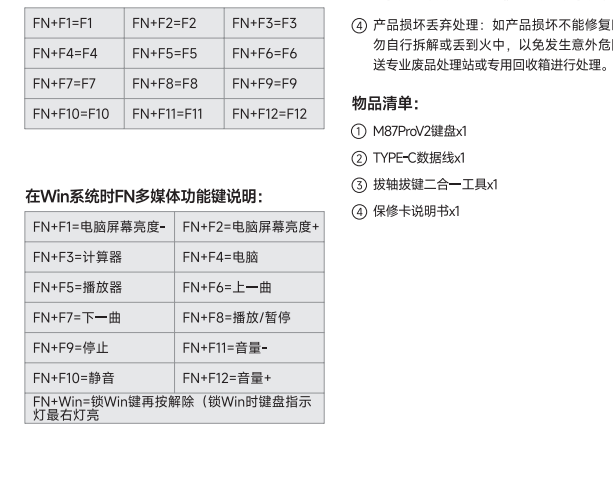 FN+F1=F1 FN+F2=F2 FN+F3=F3
FN+F4=F4 FN+F5=F5 FN+F6=F6
FN+F7=F7 FN+F8=F8 FN+F9=F9
FN+F10=F10 FN+F11=F11 FN+F12=F12
在Win系统时FN多媒体功能键说明：
FN+F1=电脑屏幕亮度- FN+F2=电脑屏幕亮度+
FN+F3=计算器 FN+F4=电脑
FN+F5=播放器 FN+F6=上一曲
FN+F7=下一曲 FN+F8=播放/暂停
FN+F9=停止 FN+F11=音量-
FN+F10=静音 FN+F12=音量+
FN+Win=锁Win键再按解除（锁Win时键盘指示
灯最右灯亮
④ 产品损坏丢弃处理：如产品损坏不能修复
勿自行拆解或丢到火中，以免发生意外危
送专业废品处理站或专用回收箱进行处理。
物品清单：
① M87ProV2键盘x1
② TYPE-C数据线x1
③ 拔轴拔键二合一工具x1
④ 保修卡说明书x1